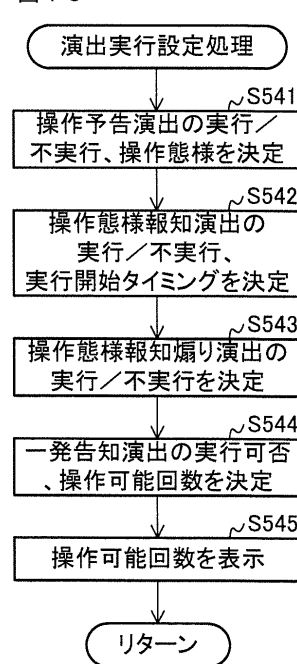 演出実行設定処理
S541
操作予告演出の実行／
不実行、操作態様を決定
S542
操作態様報知演出の
実行／不実行、
実行開始タイミングを決定
S543
操作態様報知煽り演出の
実行／不実行を決定
S544
一発告知演出の実行可否
、操作可能回数を決定
S545
操作可能回数を表示
リターン